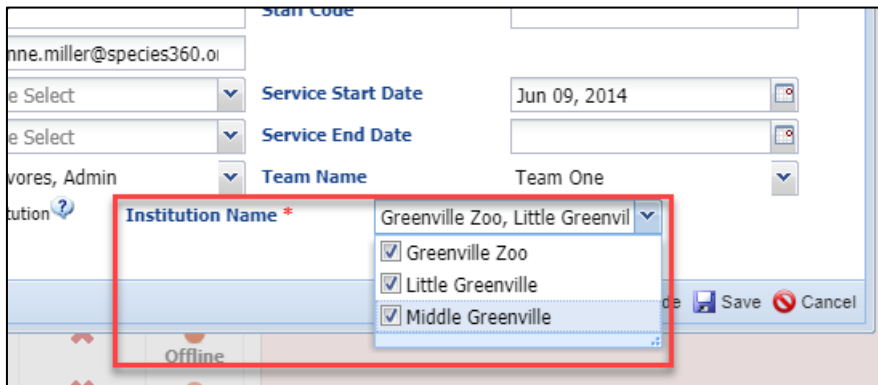 Staff Code
nne.miller@species360.or
e Select Service Start Date Jun 09, 2014
e Select Service End Date
vores, Admin Team Name Team One
tution Institution Name * Greenville Zoo, Little Greenvil
Greenville Zoo
Little Greenville
Middle Greenville
de Save Cancel
Offline